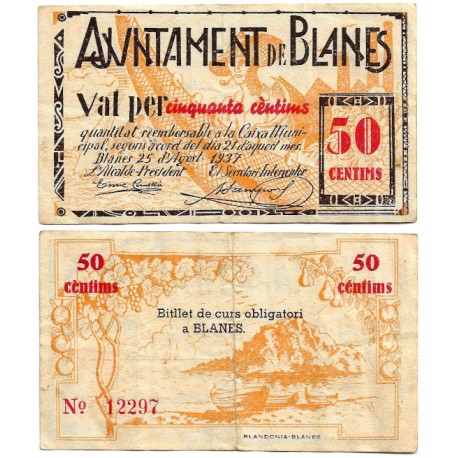 AJUNTAMENT DE BLANES
Val per cinquanta cèntims
quantitat reemborsable a la Caixa Muni-
cipal, segons acord del dia 21 d'aquest mes.
Blanes 25 d'Agost 1937
L'Alcalde-President El Secretari Interventor
50
CENTIMS
50
cèntims
50
cèntims
Bitllet de curs obligatori
a BLANES.
Nº 12297
BLANDONIA-BLANES